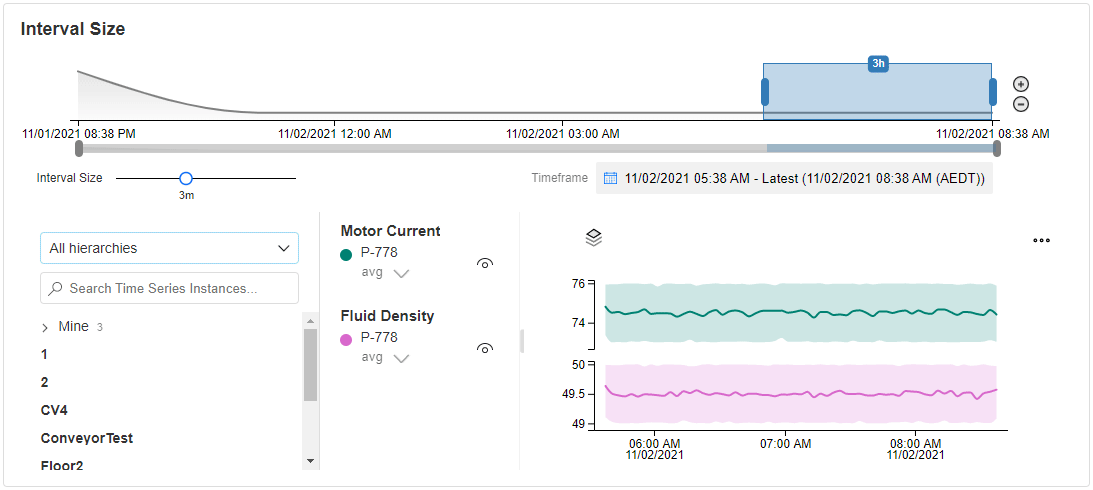 Interval Size
3h
11/01/2021 08:38 PM
11/02/2021 12:00 AM
11/02/2021 03:00 AM
11/02/2021 08:38 AM
Interval Size
3m
Timeframe
11/02/2021 05:38 AM - Latest (11/02/2021 08:38 AM (AEDT))
All hierarchies
Search Time Series Instances...
Mine 3
1
2
CV4
ConveyorTest
Floor2
Motor Current
P-778
avg
Fluid Density
P-778
avg
76
74
50
49.5
49
06:00 AM
11/02/2021
07:00 AM
08:00 AM
11/02/2021